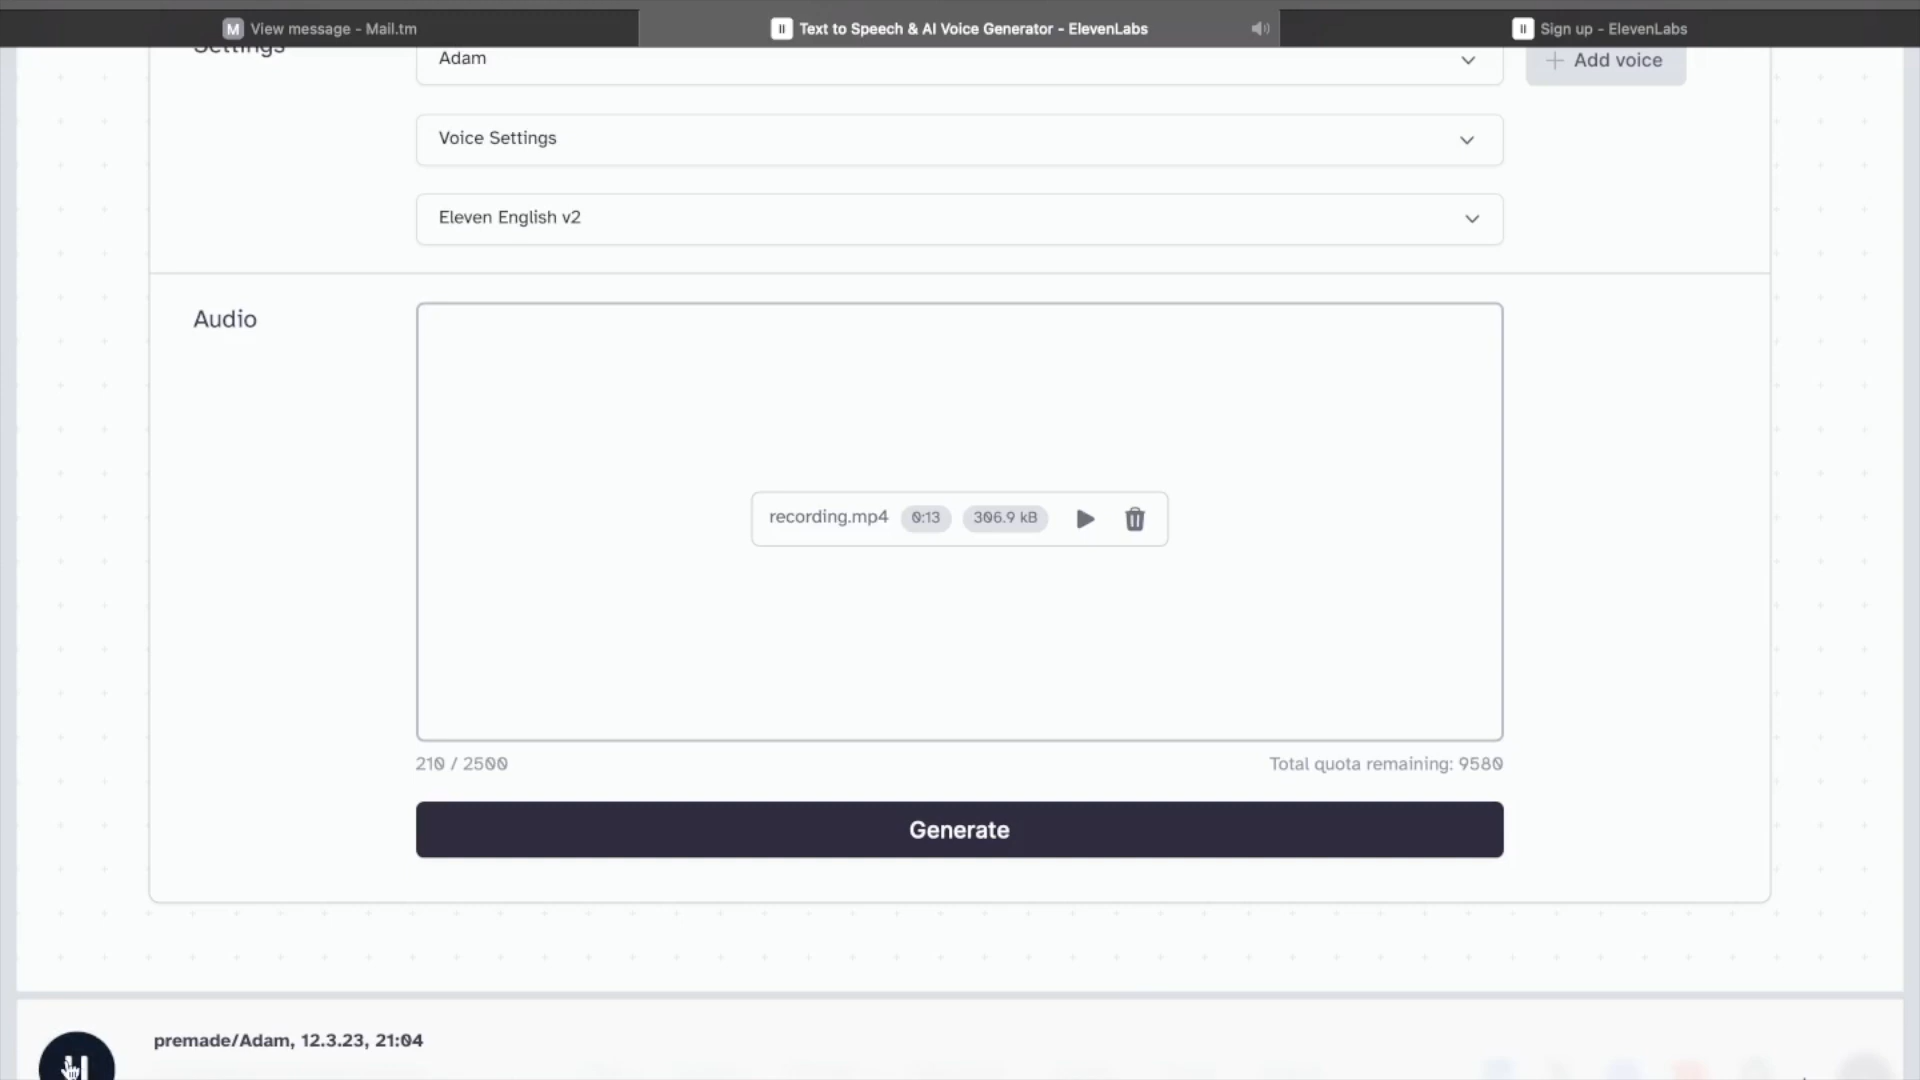 View message - Mail.tm
Text to Speech & AI Voice Generator - ElevenLabs
Sign up - ElevenLabs
Settings
Adam
Add voice
Voice Settings
Eleven English v2
Audio
recording.mp4 0:13 306.9 kB
210 / 2500
Total quota remaining: 9580
Generate
premade/Adam, 12.3.23, 21:04